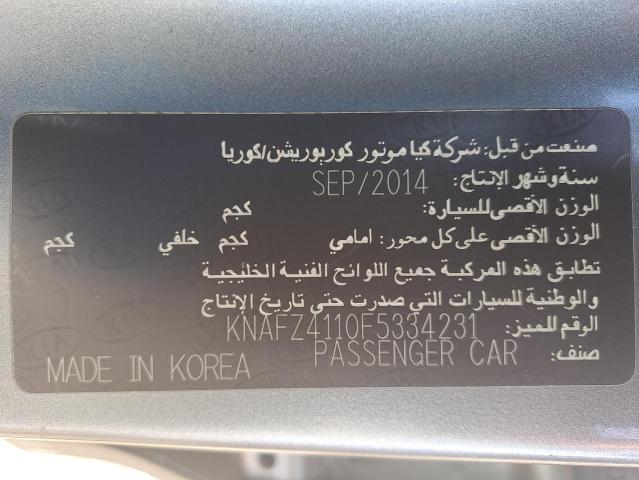 صنعت من قبل: شركة كيا موتور كوربوريشن/كوريا
سنة وشهر الإنتاج: SEP/2014
الوزن الأقصى للسيارة: كجم
الوزن الأقصى على كل محور: امامي كجم خلفي كجم
تطابق هذه المركبة جميع اللوائح الفنية الخليجية
والوطنية للسيارات التي صدرت حتى تاريخ الإنتاج
الرقم المميز: KNAFZ4110F5334231
صنف: PASSENGER CAR
MADE IN KOREA